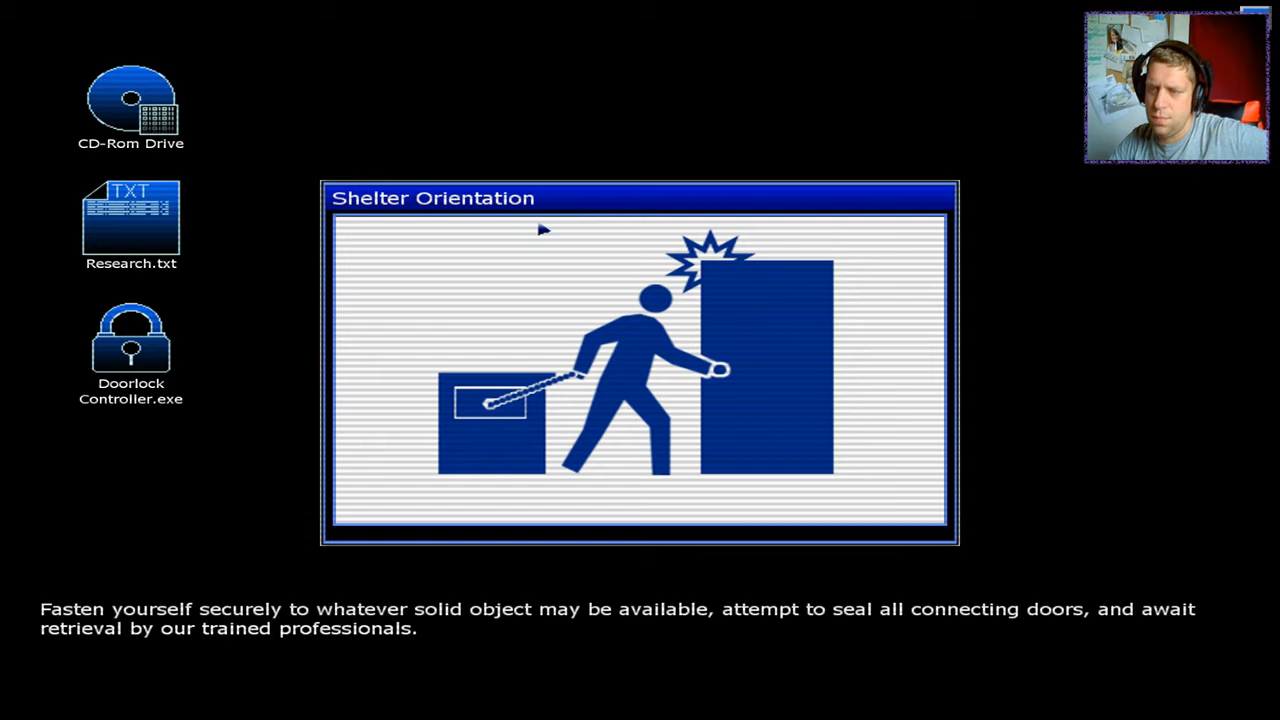 CD-Rom Drive
TXT
Research.txt
Doorlock
Controller.exe
Shelter Orientation
Fasten yourself securely to whatever solid object may be available, attempt to seal all connecting doors, and await
retrieval by our trained professionals.